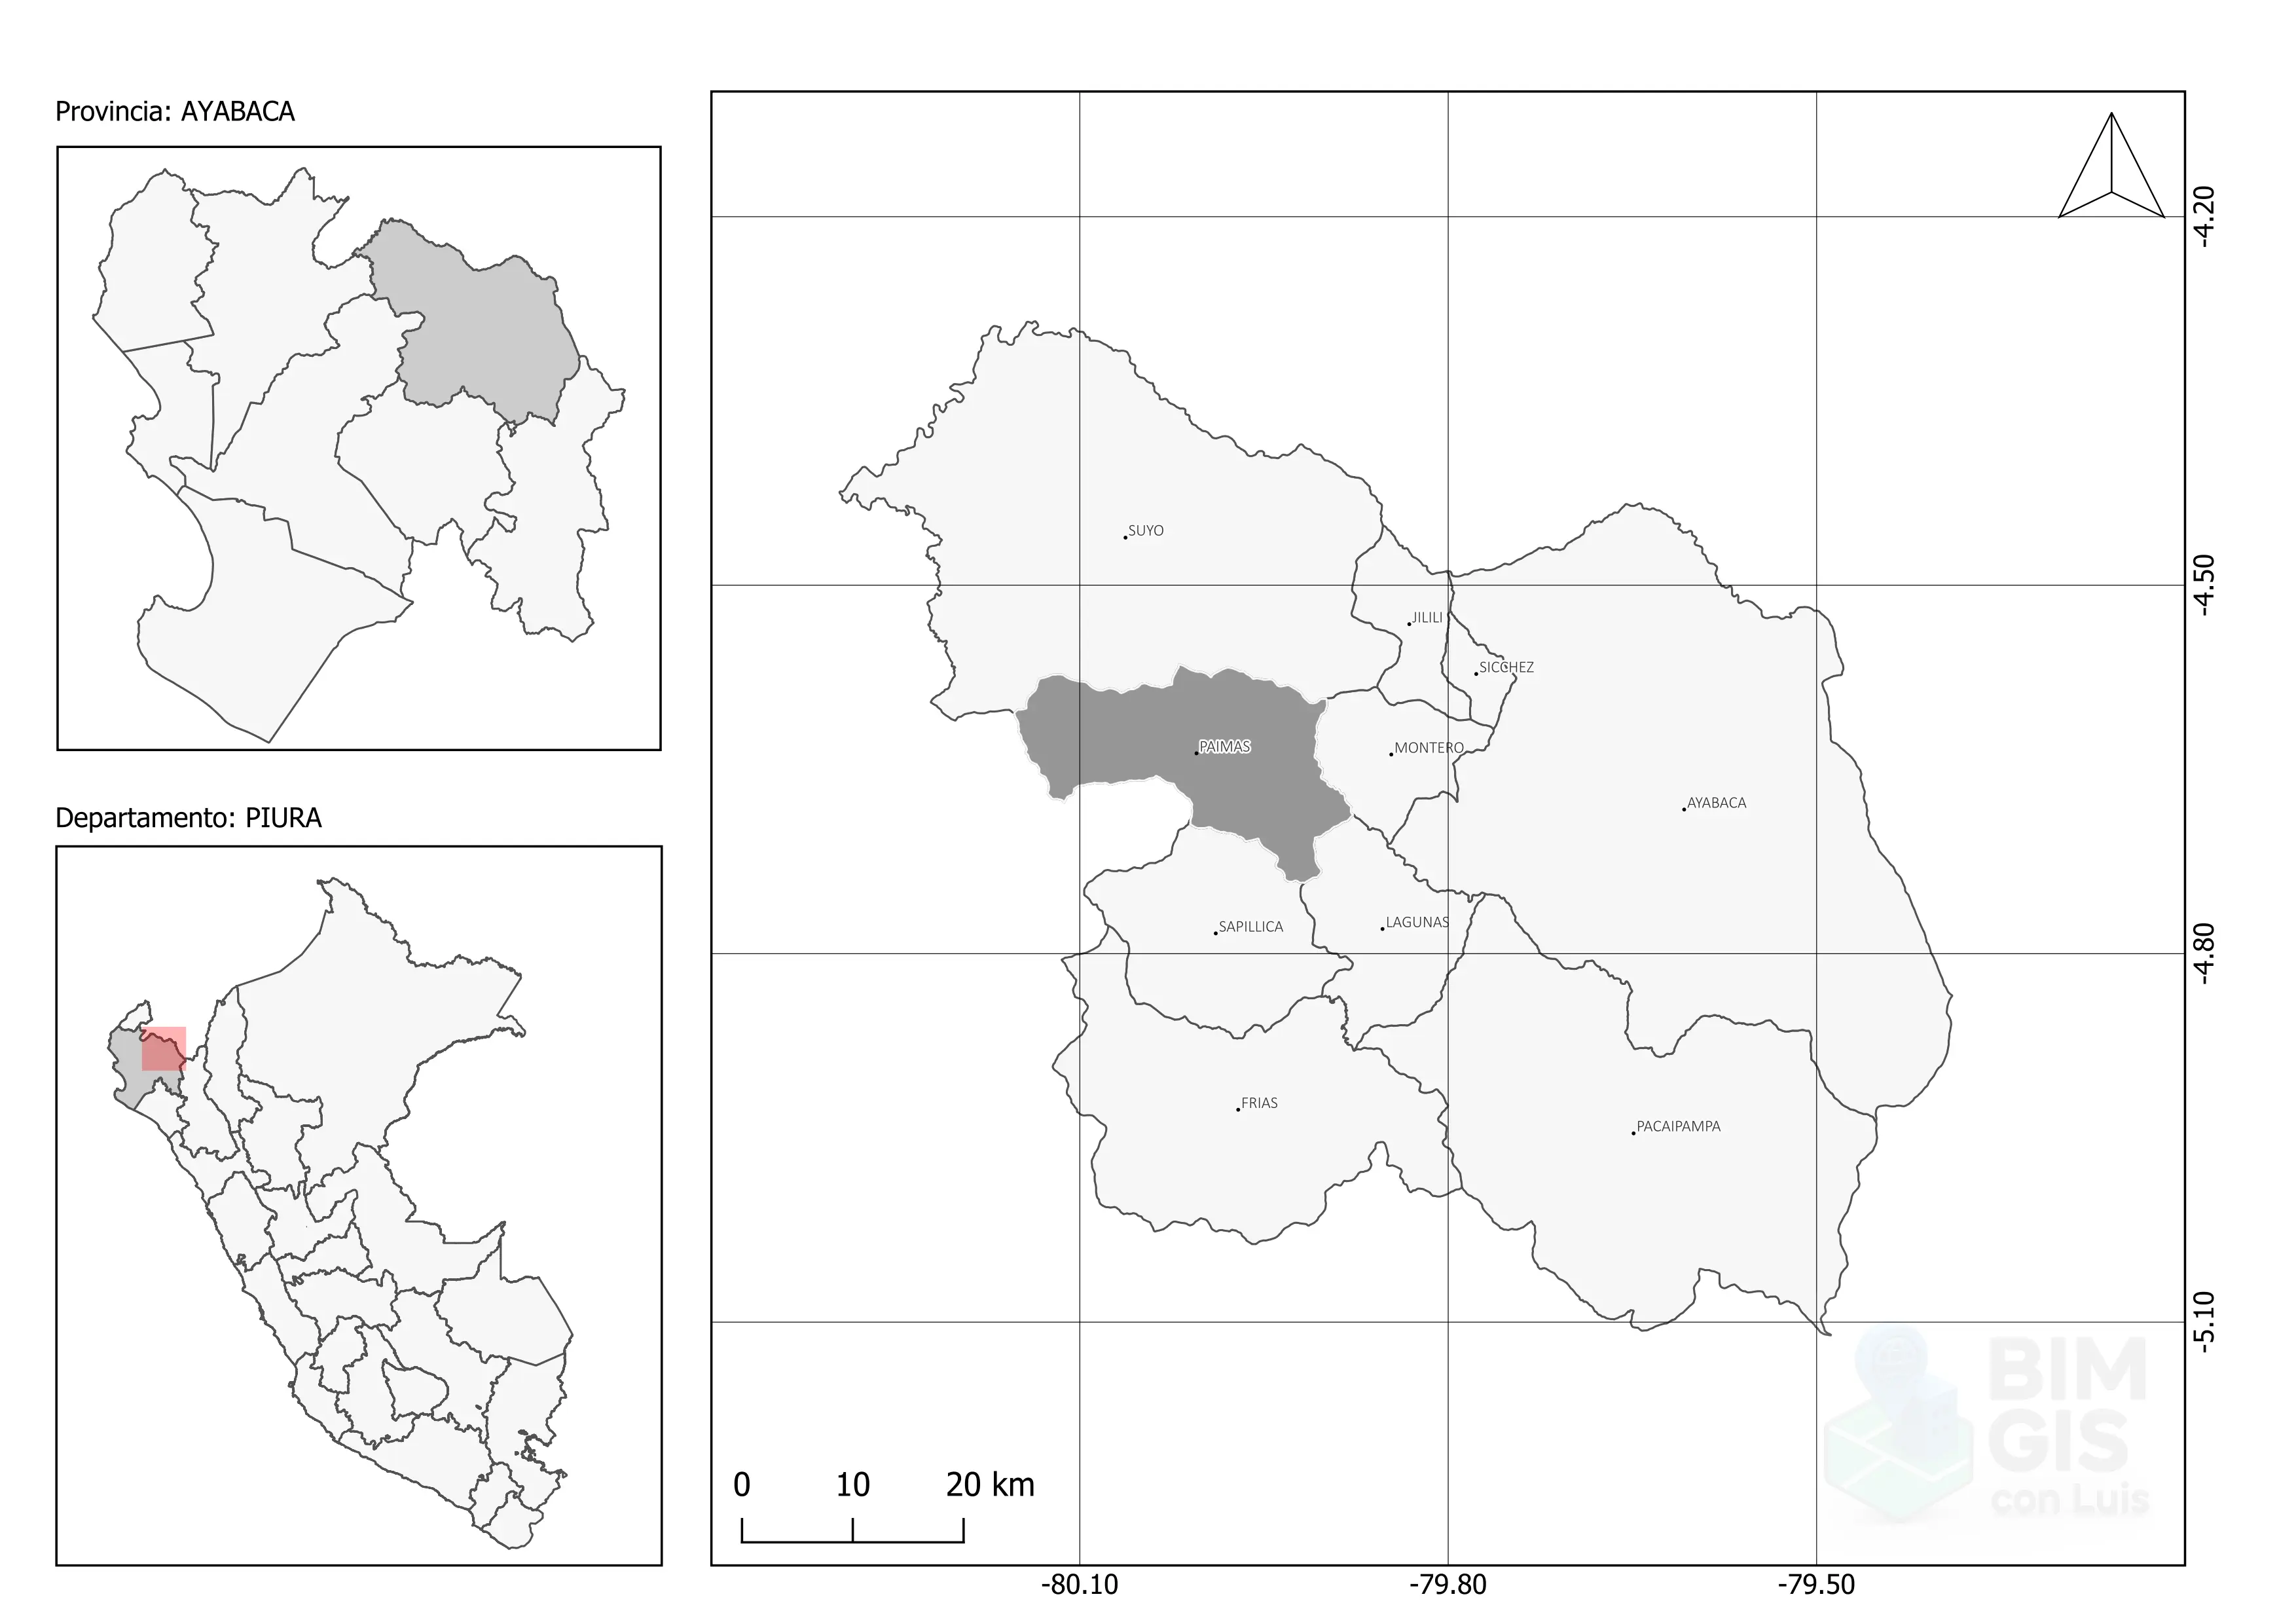 Provincia: AYABACA
Departamento: PIURA
SUYO
JILILI
SICCHEZ
PAIMAS
MONTERO
AYABACA
SAPILLICA
LAGUNAS
FRIAS
PACAIPAMPA
-4.20
-4.50
-4.80
-5.10
0 10 20 km
-80.10 -79.80 -79.50
BIM
GIS
con Luis